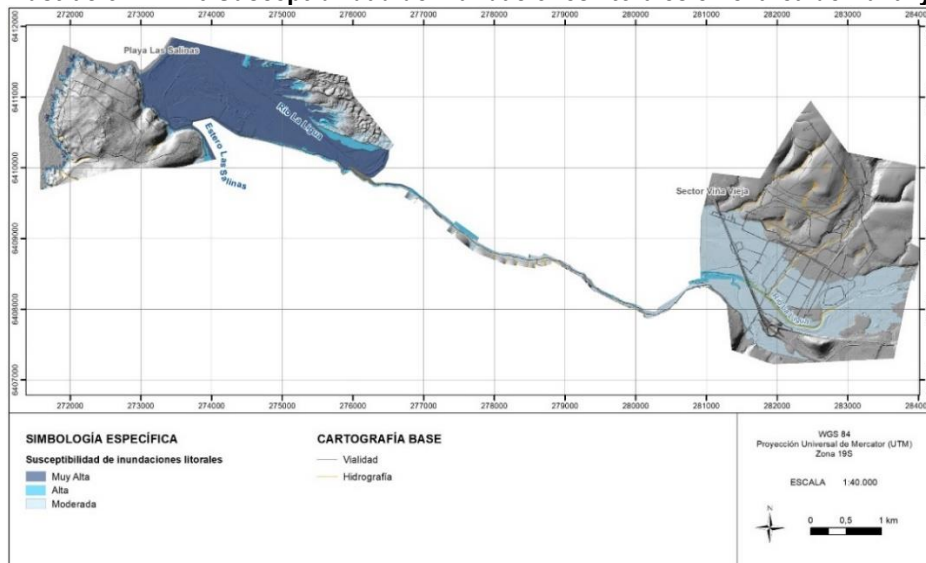 Playa Las Salinas
Río La Ligua
Estero Las Salinas
Sector Viña Vieja
6412000
6411000
6410000
6409000
6408000
6407000
272000 273000 274000 275000 276000 277000 278000 279000 280000 281000 282000 283000
SIMBOLOGÍA ESPECÍFICA
Susceptibilidad de inundaciones litorales
Muy Alta
Alta
Moderada
CARTOGRAFÍA BASE
Vialidad
Hidrografía
WGS 84
Proyección Universal de Mercator (UTM)
Zona 19S
ESCALA 1:40.000
N
0 0,5 1 km